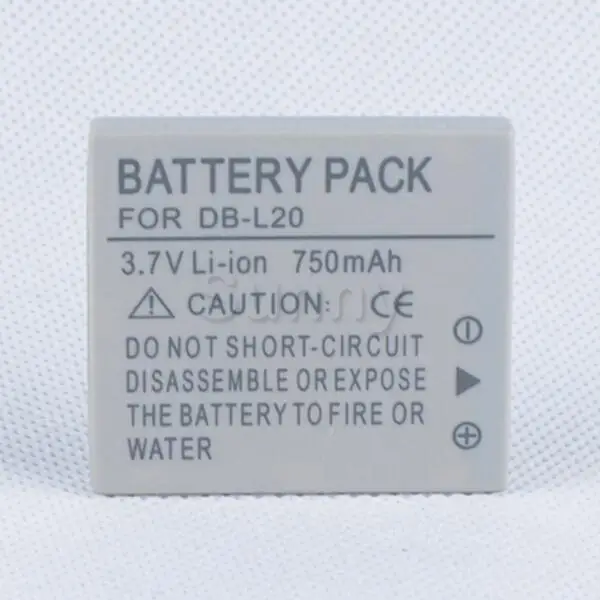 BATTERY PACK
FOR DB-L20
3.7V Li-ion 750mAh
CAUTION: CE
Sunny
DO NOT SHORT-CIRCUIT
DISASSEMBLE OR EXPOSE
THE BATTERY TO FIRE OR
WATER